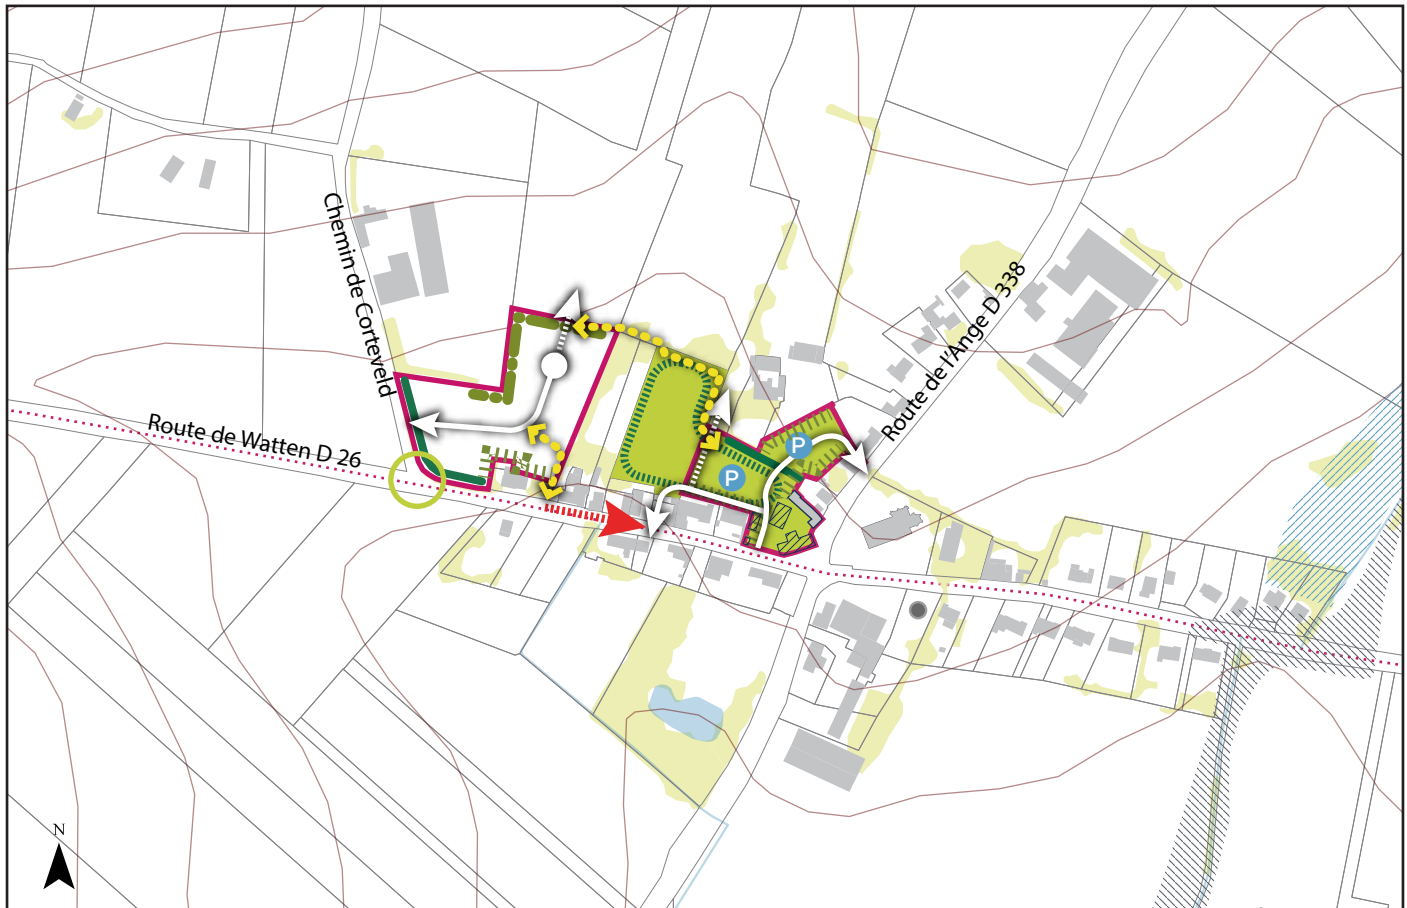 Chemin de Corteveld
Route de l'Ange D 338
Route de Watten D 26
P
P
N